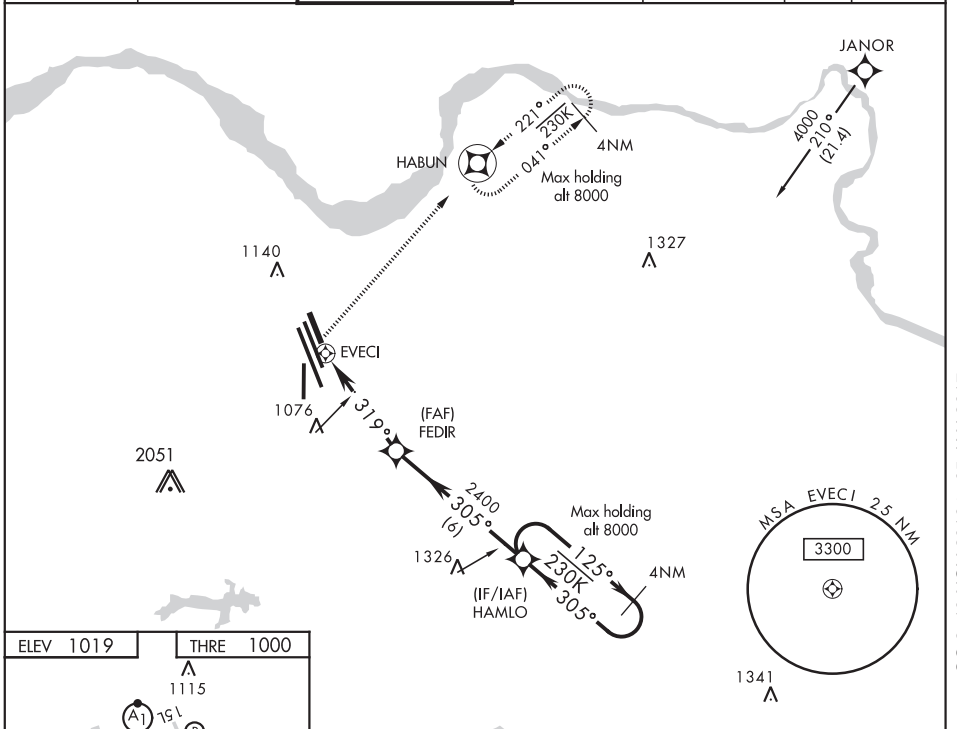 JANOR
4000
210°
(21.4)
221°
230K
041°
4NM
HABUN
Max holding
alt 8000
1140
1327
EVECI
1076
319°
(FAF)
FEDIR
2051
2400
305°
(6)
Max holding
alt 8000
125°
230K
305°
4NM
1326
(IF/IAF)
HAMLO
MSA EVECI 25 NM
3300
1341
ELEV 1019
THRE 1000
1115
A1
15L